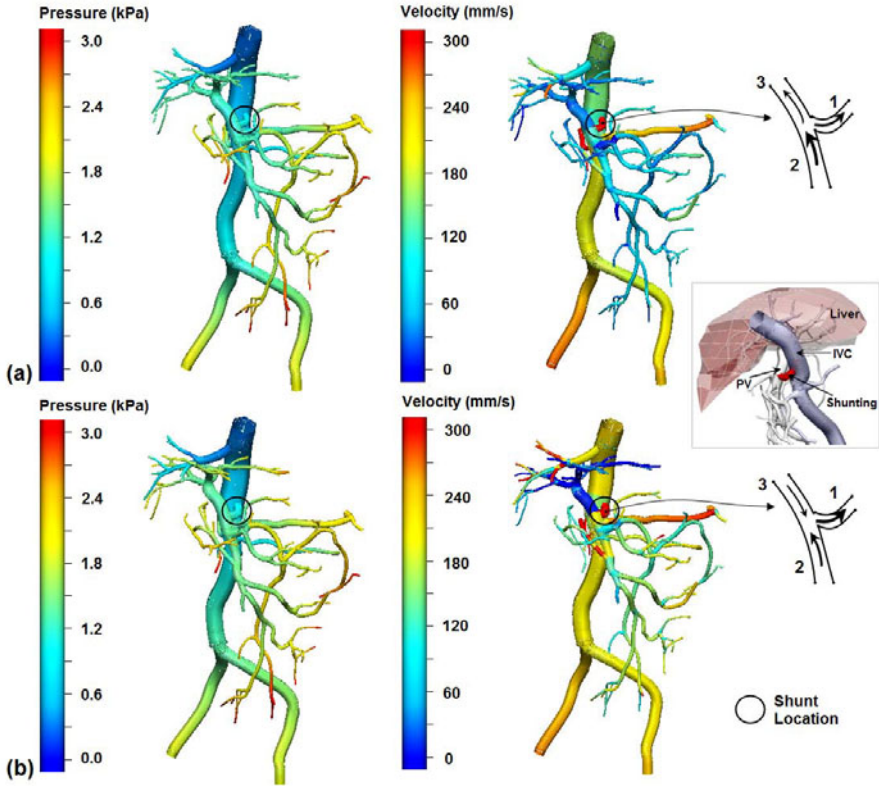 Pressure (kPa)
3.0
2.4
1.8
1.2
0.6
0.0
(a)
Velocity (mm/s)
300
240
180
120
60
0
3
1
2
Liver
IVC
PV
Shunting
Pressure (kPa)
3.0
2.4
1.8
1.2
0.6
0.0
(b)
Velocity (mm/s)
300
240
180
120
60
0
3
1
2
Shunt
Location